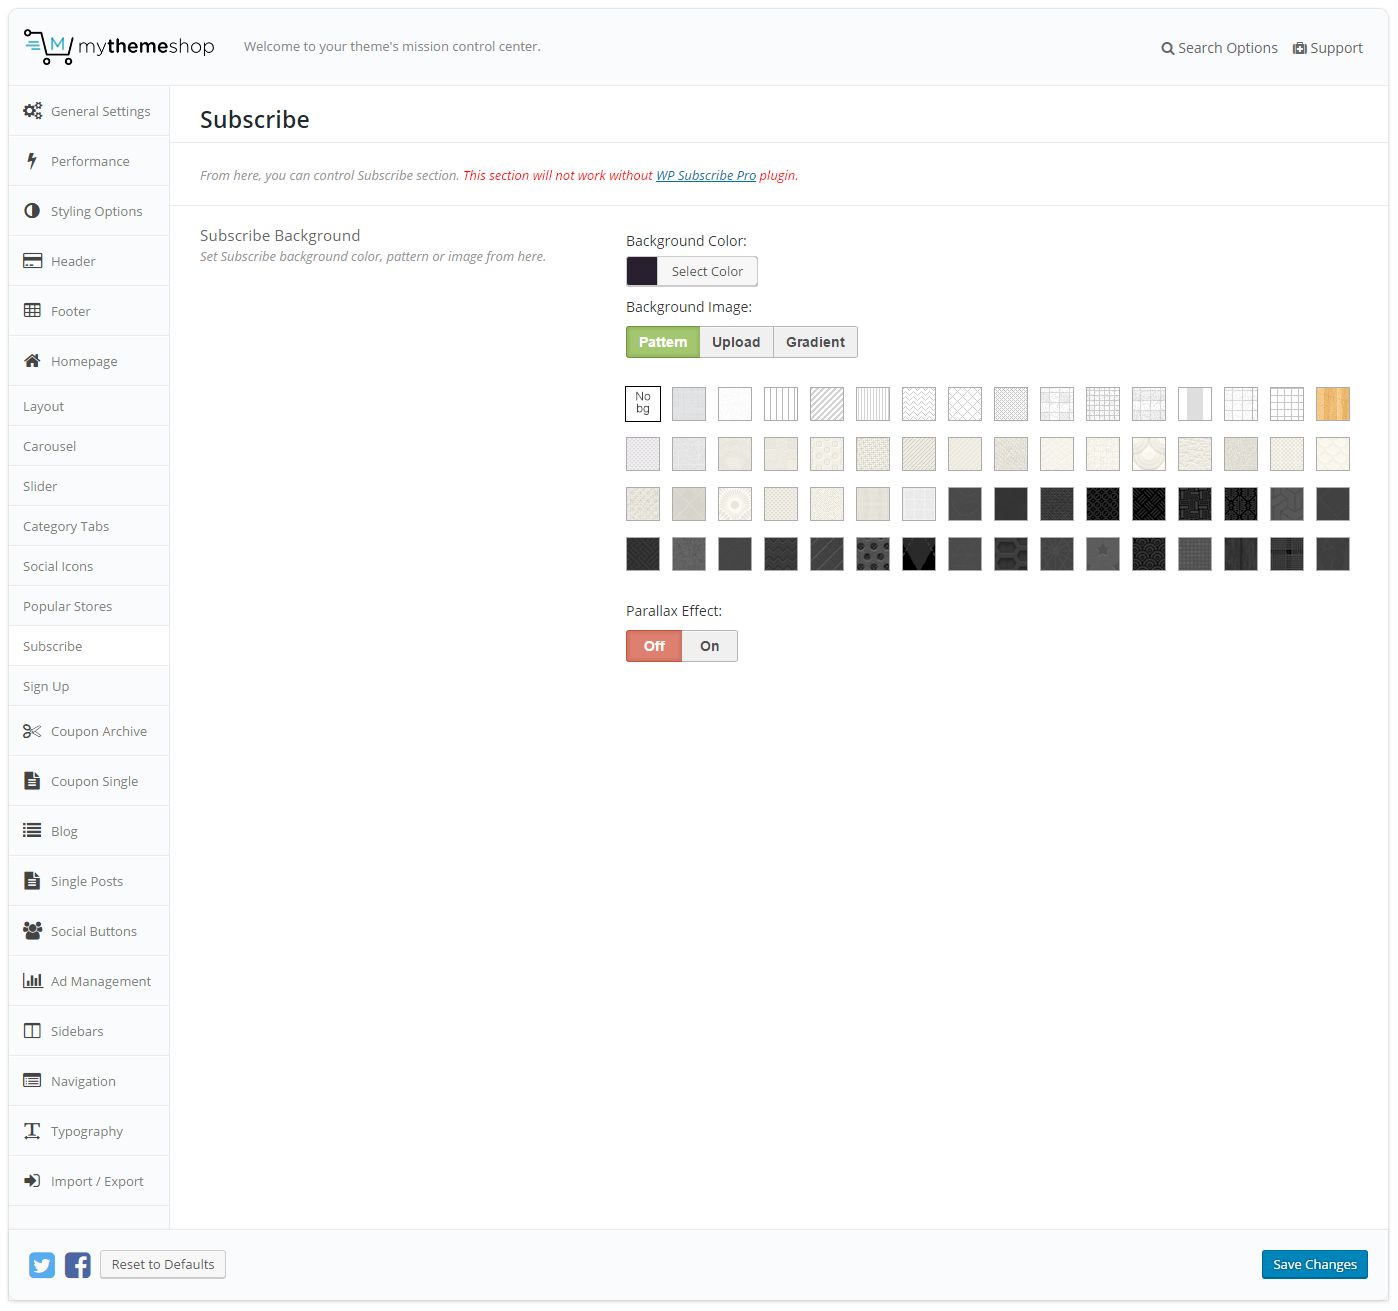 M mythemeshop
Welcome to your theme's mission control center.
Search Options
Support
General Settings
Performance
Styling Options
Header
Footer
Homepage
Layout
Carousel
Slider
Category Tabs
Social Icons
Popular Stores
Subscribe
Sign Up
Coupon Archive
Coupon Single
Blog
Single Posts
Social Buttons
Ad Management
Sidebars
Navigation
Typography
Import / Export
Subscribe
From here, you can control Subscribe section. This section will not work without WP Subscribe Pro plugin.
Subscribe Background
Set Subscribe background color, pattern or image from here.
Background Color:
Select Color
Background Image:
Pattern Upload Gradient
No
bg
Parallax Effect:
Off On
Reset to Defaults
Save Changes